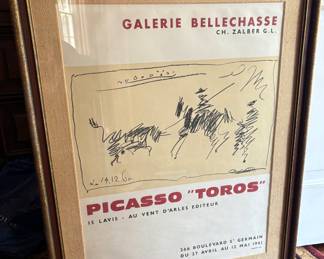 GALERIE BELLECHASSE
CH. ZALBER G.L.
PICASSO "TOROS"
15 LAVIS - AU VENT D'ARLES EDITEUR
266 BOULEVARD ST GERMAIN
DU 27 AVRIL AU 12 MAI 1961